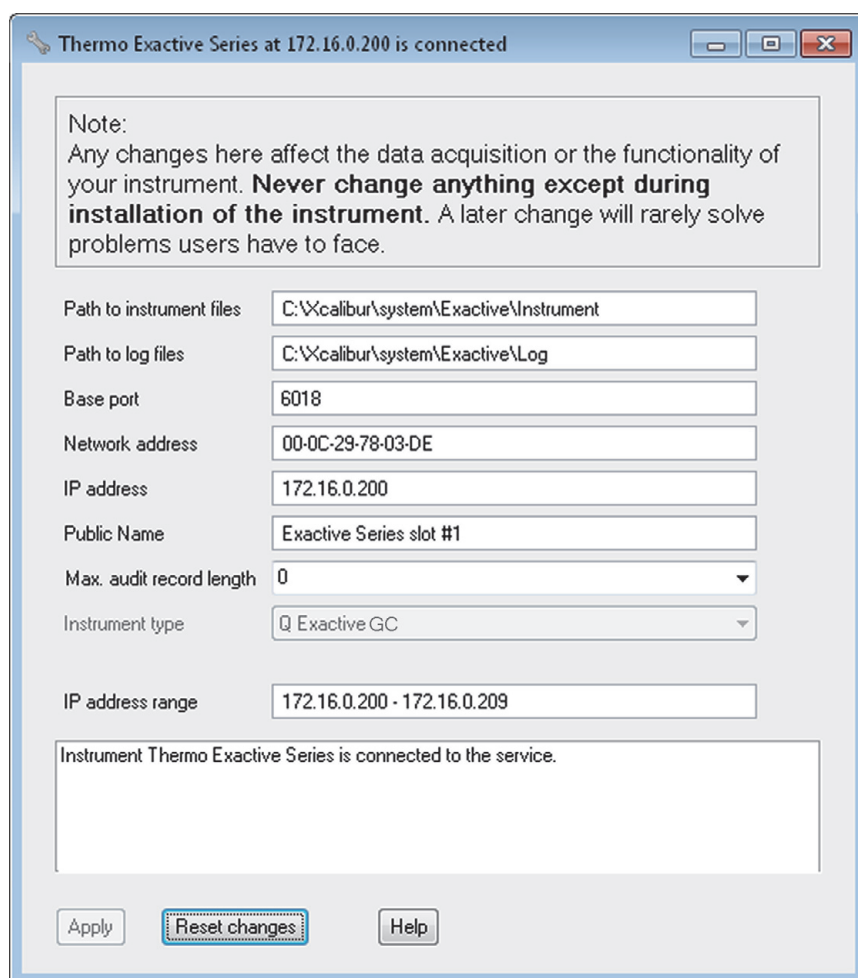 Thermo Exactive Series at 172.16.0.200 is connected
Note:
Any changes here affect the data acquisition or the functionality of
your instrument. Never change anything except during
installation of the instrument. A later change will rarely solve
problems users have to face.
Path to instrument files C:\Xcalibur\system\Exactive\Instrument
Path to log files C:\Xcalibur\system\Exactive\Log
Base port 6018
Network address 00-0C-29-78-03-DE
IP address 172.16.0.200
Public Name Exactive Series slot #1
Max. audit record length 0
Instrument type Q Exactive GC
IP address range 172.16.0.200 - 172.16.0.209
Instrument Thermo Exactive Series is connected to the service.
Apply Reset changes Help